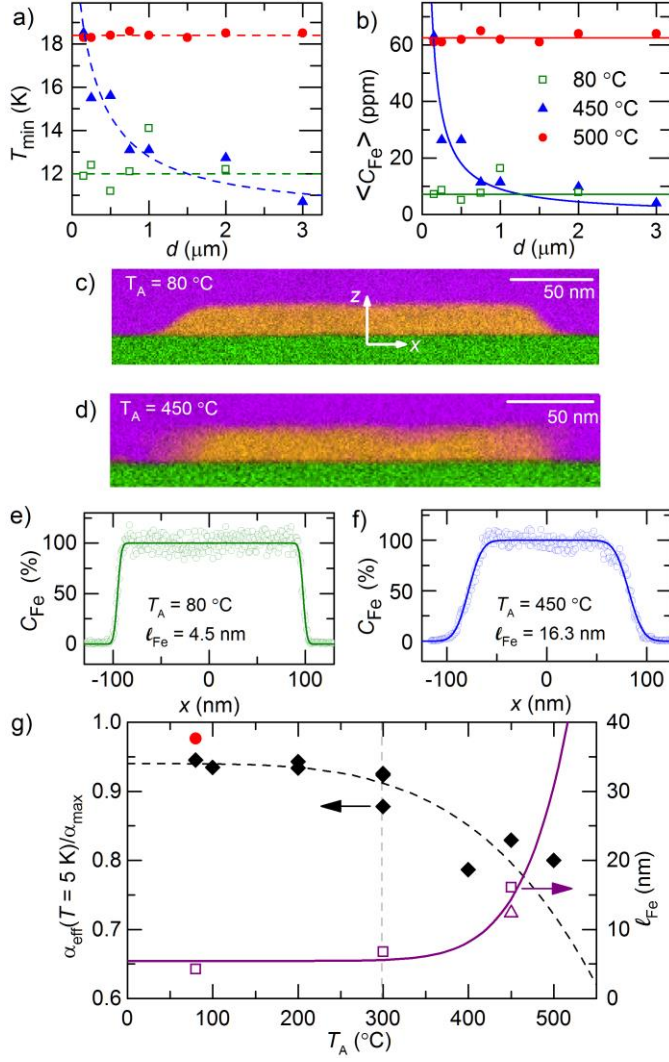 a)
18
16
14
12
T_min (K)
0 1 2 3
d (μm)
b)
60
40
20
0
<C_Fe> (ppm)
80 °C
450 °C
500 °C
0 1 2 3
d (μm)
c)
T_A = 80 °C
z
x
50 nm
d)
T_A = 450 °C
50 nm
e)
100
50
0
C_Fe (%)
T_A = 80 °C
ℓ_Fe = 4.5 nm
-100 0 100
x (nm)
f)
100
50
0
C_Fe (%)
T_A = 450 °C
ℓ_Fe = 16.3 nm
-100 0 100
x (nm)
g)
1.0
0.9
0.8
0.7
0.6
α_eff(T = 5 K)/α_max
40
30
20
10
0
ℓ_Fe (nm)
0 100 200 300 400 500
T_A (°C)